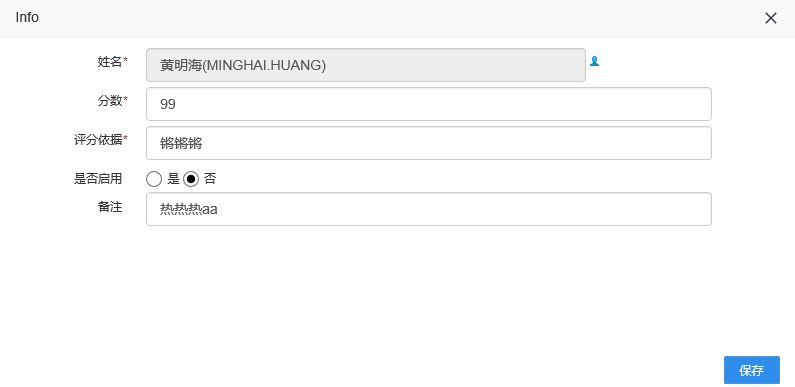 Info
姓名* 黄明海(MINGHAI.HUANG)
分数* 99
评分依据* 锵锵锵
是否启用 是 否
备注 热热热aa
保存